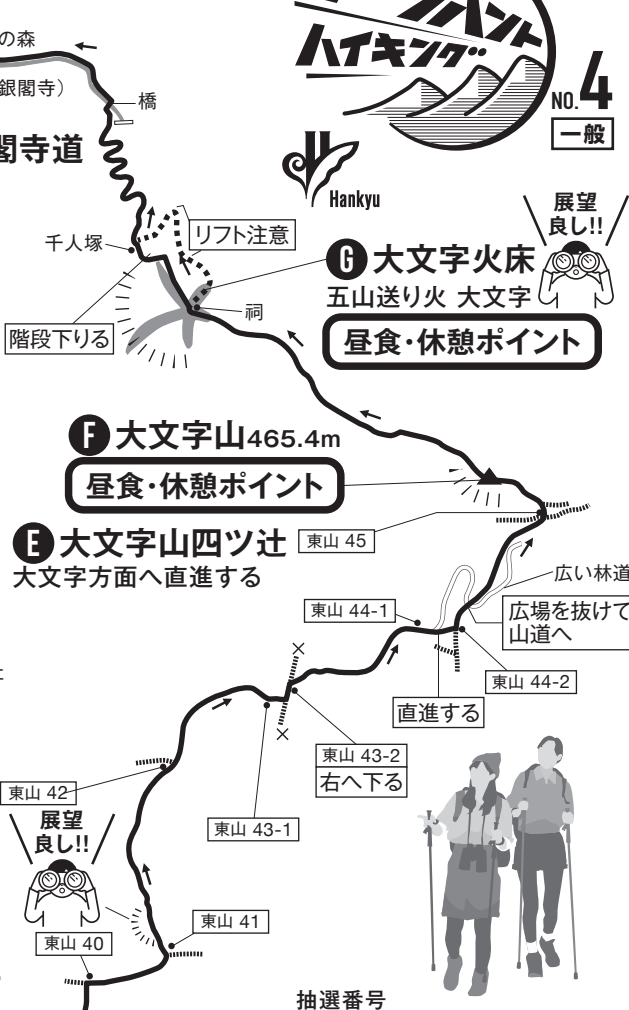 ハイキング
NO.4
一般
Hankyu
の森
銀閣寺）
橋
閣寺道
千人塚
リフト注意
階段下りる
祠
展望
良し!!
G 大文字火床
五山送り火 大文字
昼食・休憩ポイント
F 大文字山465.4m
昼食・休憩ポイント
E 大文字山四ツ辻
大文字方面へ直進する
東山 45
広い林道
広場を抜けて
山道へ
東山 44-1
東山 44-2
直進する
東山 43-2
右へ下る
東山 43-1
東山 42
展望
良し!!
東山 41
東山 40
抽選番号